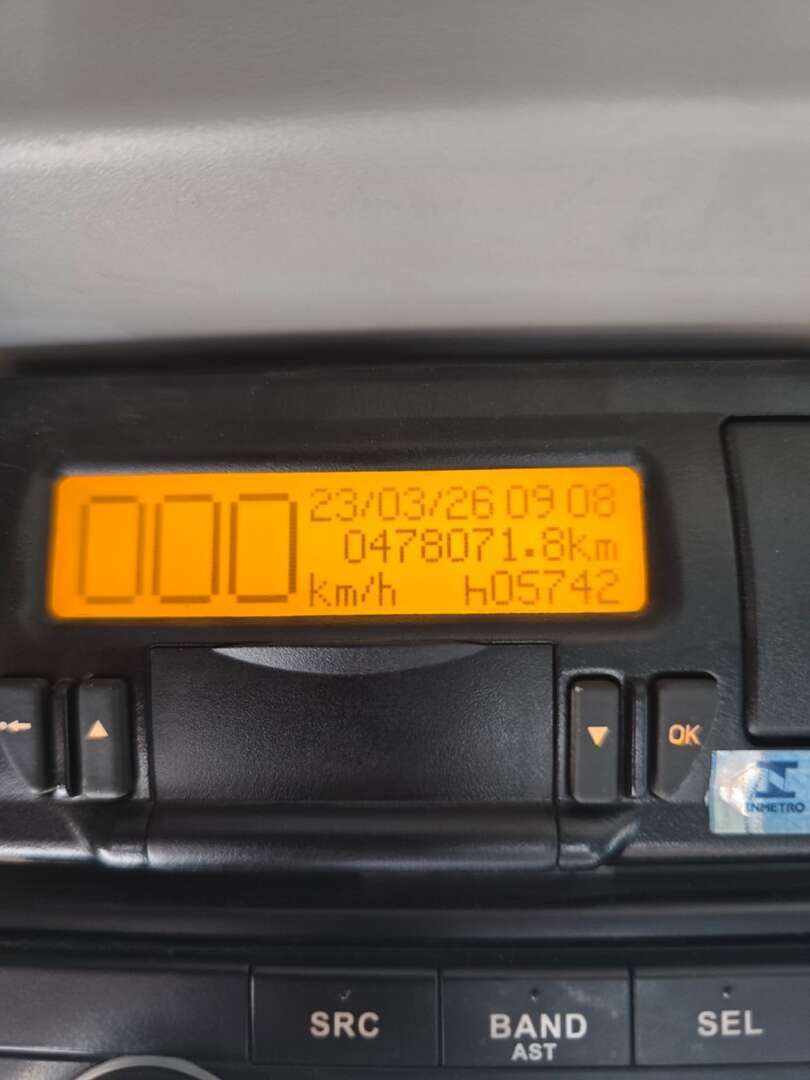 000
23/03/26 09 08
0478071.8km
km/h h05742
OK
INMETRO
SRC
BAND
AST
SEL